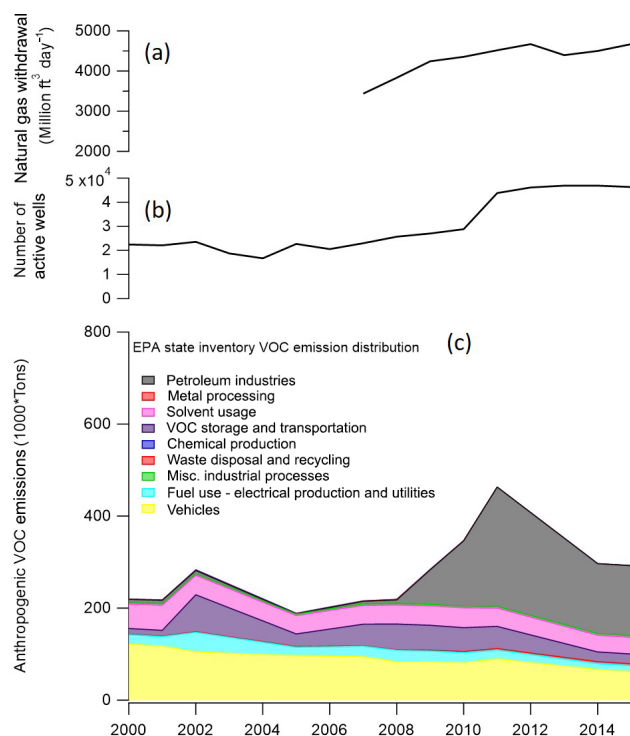 Natural gas withdrawal
(Million ft³ day⁻¹)
5000
4000
3000
2000
(a)
Number of
active wells
5 x10⁴
4
3
2
1
0
(b)
Anthropogenic VOC emissions (1000*Tons)
800
600
400
200
0
EPA state inventory VOC emission distribution
(c)
Petroleum industries
Metal processing
Solvent usage
VOC storage and transportation
Chemical production
Waste disposal and recycling
Misc. industrial processes
Fuel use - electrical production and utilities
Vehicles
2000 2002 2004 2006 2008 2010 2012 2014